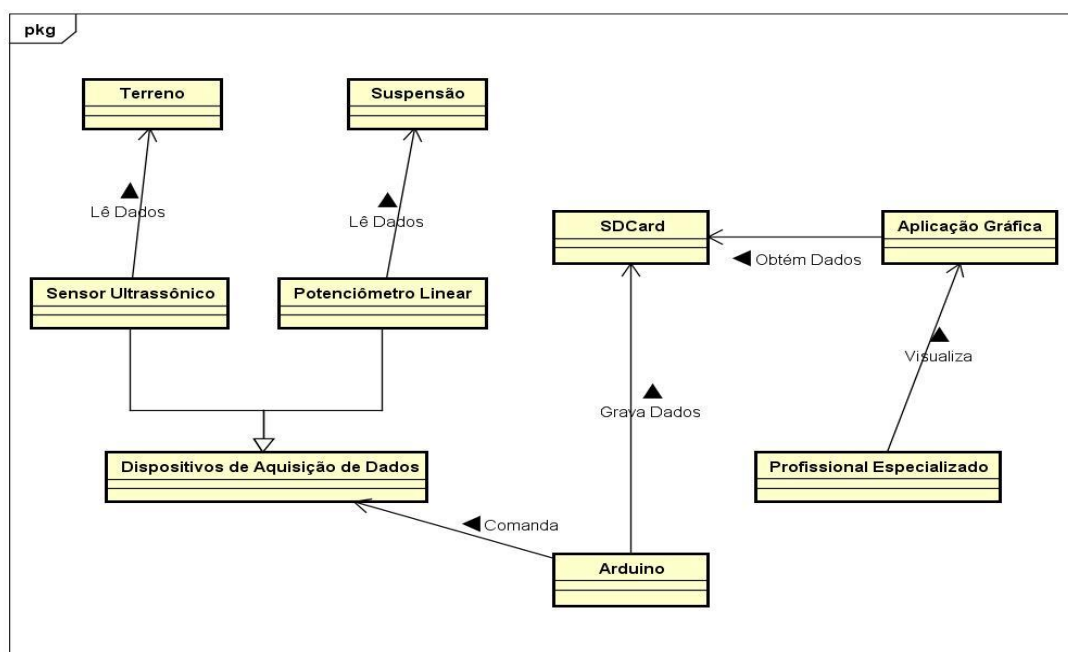 pkg
Terreno
Suspensão
Lê Dados
Lê Dados
SDCard
Aplicação Gráfica
Obtém Dados
Sensor Ultrassônico
Potenciômetro Linear
Visualiza
Grava Dados
Dispositivos de Aquisição de Dados
Profissional Especializado
Comanda
Arduino